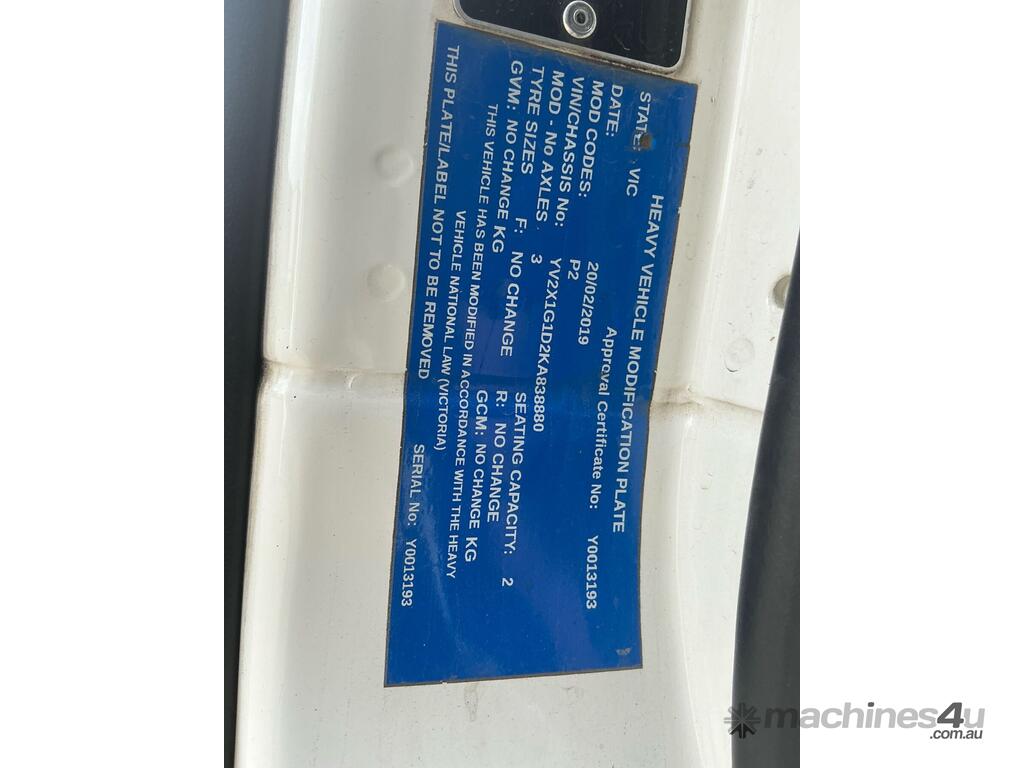 HEAVY VEHICLE MODIFICATION PLATE
STATE: VIC Approval Certificate No: Y0013193
DATE: 20/02/2019
MOD CODES: P2
VIN/CHASSIS No: YV2X1G1D2KA838880
MOD - No AXLES 3 SEATING CAPACITY: 2
TYRE SIZES F: NO CHANGE R: NO CHANGE
GVM: NO CHANGE KG GCM: NO CHANGE KG
THIS VEHICLE HAS BEEN MODIFIED IN ACCORDANCE WITH THE HEAVY
VEHICLE NATIONAL LAW (VICTORIA)
THIS PLATE/LABEL NOT TO BE REMOVED SERIAL No: Y0013193
machines4u
.com.au